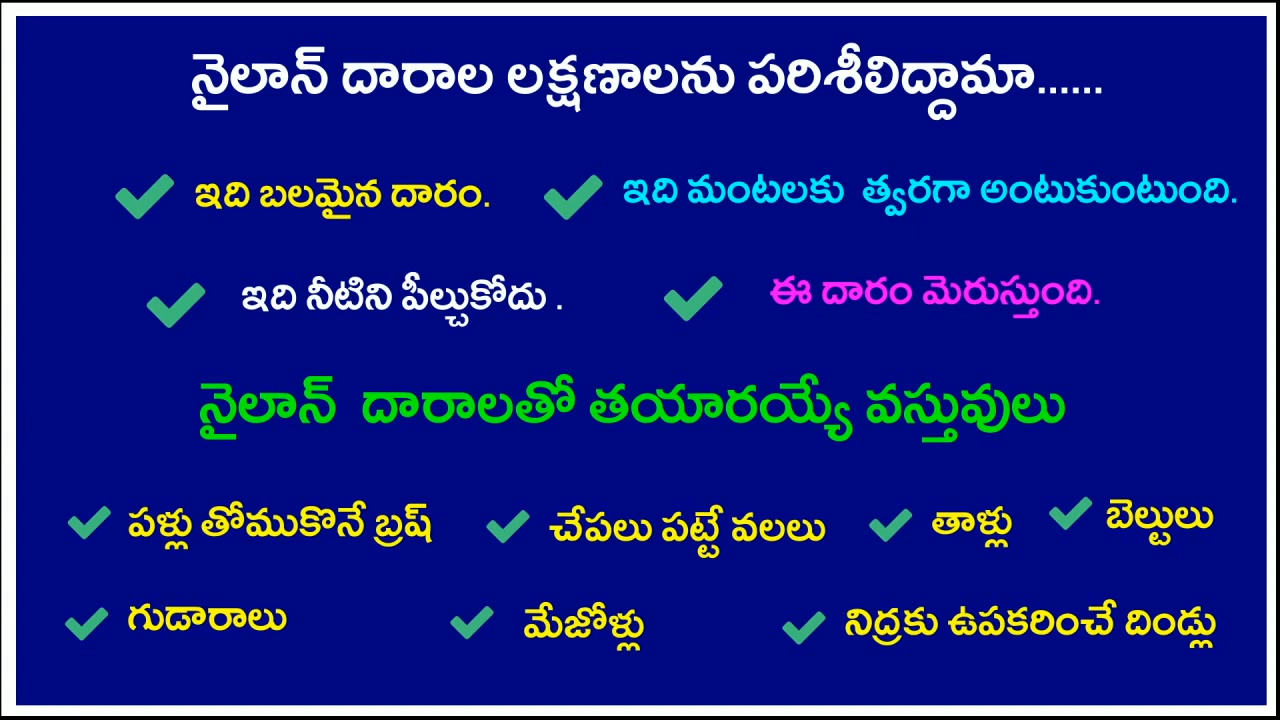 నైలాన్ దారాల లక్షణాలను పరిశీలిద్దామా......
ఇది బలమైన దారం. ఇది మంటలకు త్వరగా అంటుకుంటుంది.
ఇది నీటిని పీల్చుకోదు . ఈ దారం మెరుస్తుంది.
నైలాన్ దారాలతో తయారయ్యే వస్తువులు
పళ్లు తోముకొనే బ్రష్ చేపలు పట్టే వలలు తాళ్లు బెల్టులు
గుడారాలు మేజోళ్లు నిద్రకు ఉపకరించే దిండ్లు